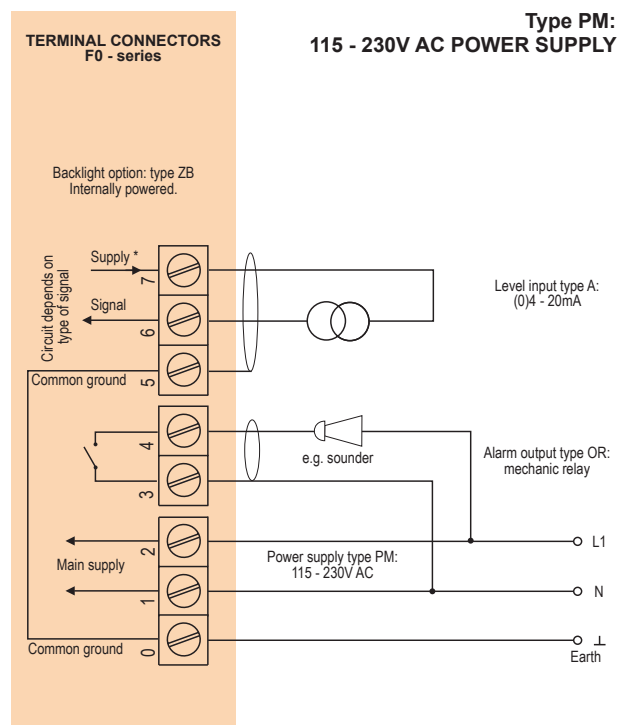 Type PM:
115 - 230V AC POWER SUPPLY
TERMINAL CONNECTORS
F0 - series
Backlight option: type ZB
Internally powered.
Circuit depends on
type of signal
Supply *
7
Signal
6
Common ground
5
Level input type A:
(0)4 - 20mA
4
e.g. sounder
3
Alarm output type OR:
mechanic relay
2
Main supply
1
Power supply type PM:
115 - 230V AC
L1
N
Common ground
0
Earth